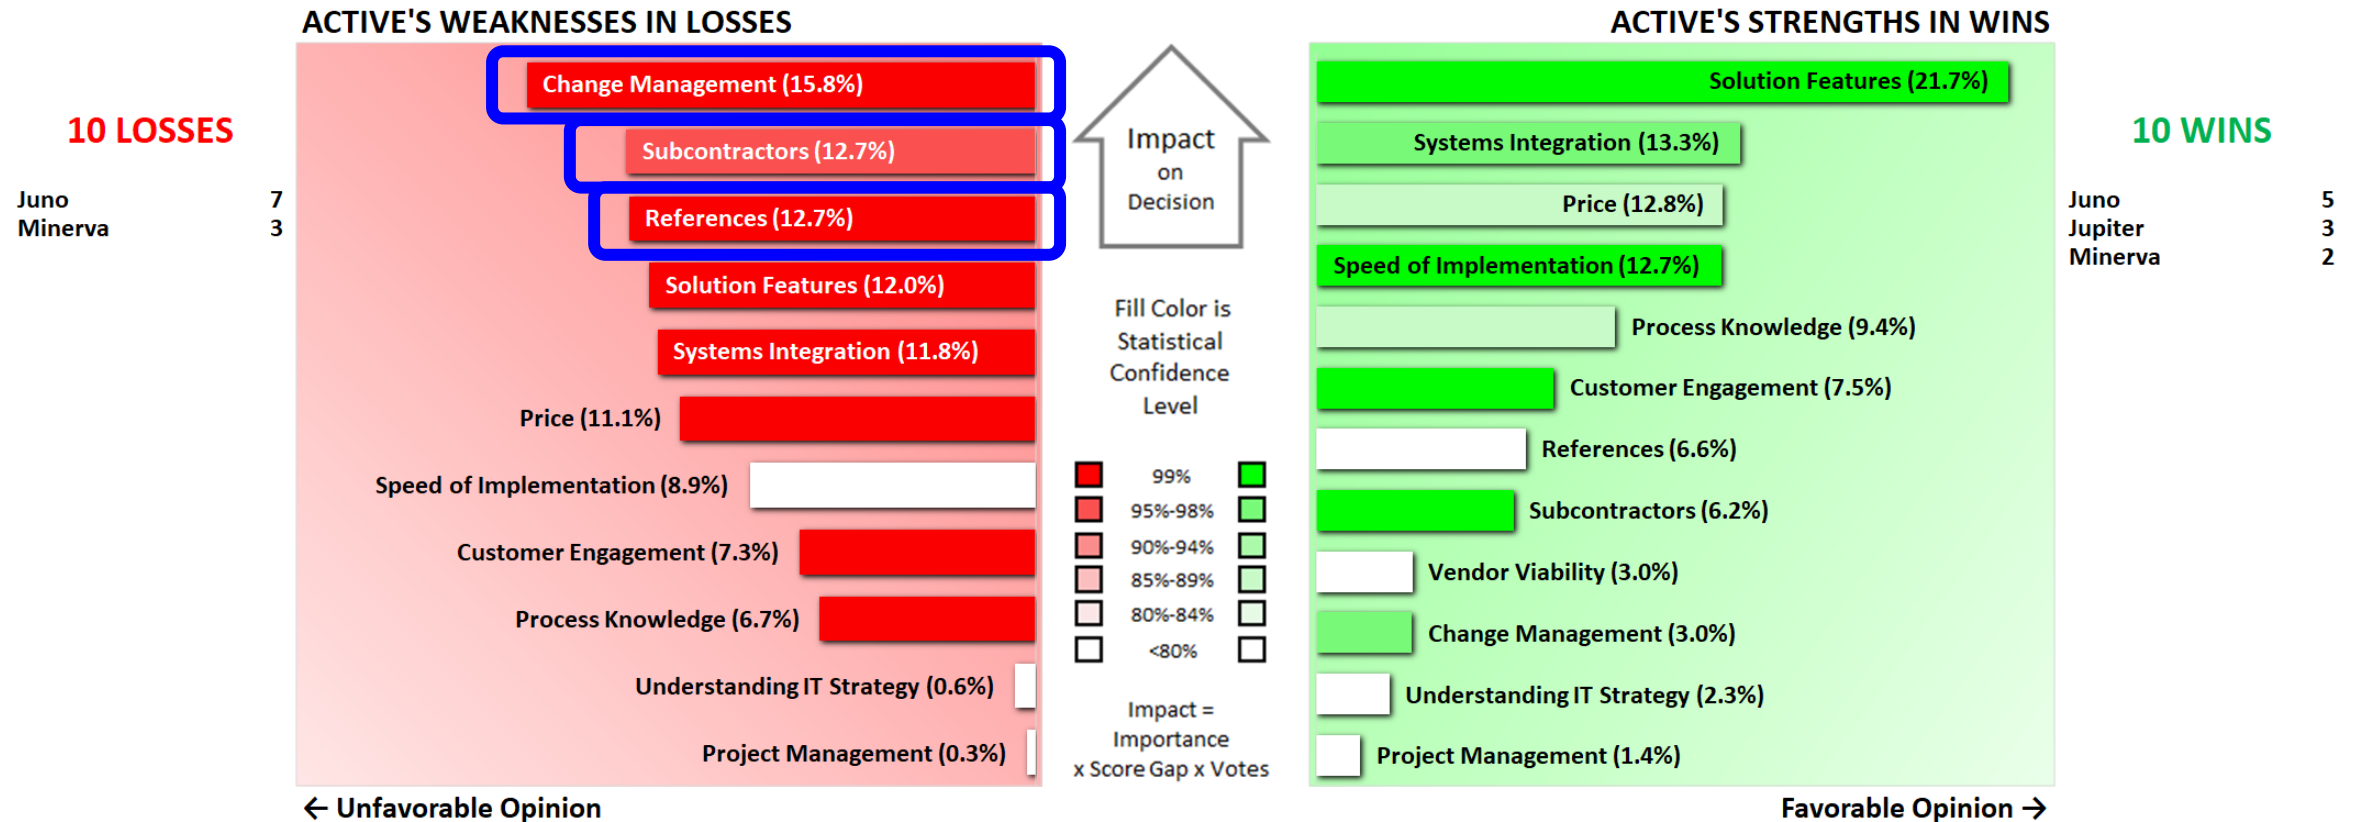 ACTIVE'S WEAKNESSES IN LOSSES
10 LOSSES
Juno 7
Minerva 3
Change Management (15.8%)
Subcontractors (12.7%)
References (12.7%)
Solution Features (12.0%)
Systems Integration (11.8%)
Price (11.1%)
Speed of Implementation (8.9%)
Customer Engagement (7.3%)
Process Knowledge (6.7%)
Understanding IT Strategy (0.6%)
Project Management (0.3%)
← Unfavorable Opinion
Impact
on
Decision
Fill Color is
Statistical
Confidence
Level
99%
95%-98%
90%-94%
85%-89%
80%-84%
<80%
Impact =
Importance
x Score Gap x Votes
ACTIVE'S STRENGTHS IN WINS
Solution Features (21.7%)
Systems Integration (13.3%)
Price (12.8%)
Speed of Implementation (12.7%)
Process Knowledge (9.4%)
Customer Engagement (7.5%)
References (6.6%)
Subcontractors (6.2%)
Vendor Viability (3.0%)
Change Management (3.0%)
Understanding IT Strategy (2.3%)
Project Management (1.4%)
Favorable Opinion →
10 WINS
Juno 5
Jupiter 3
Minerva 2